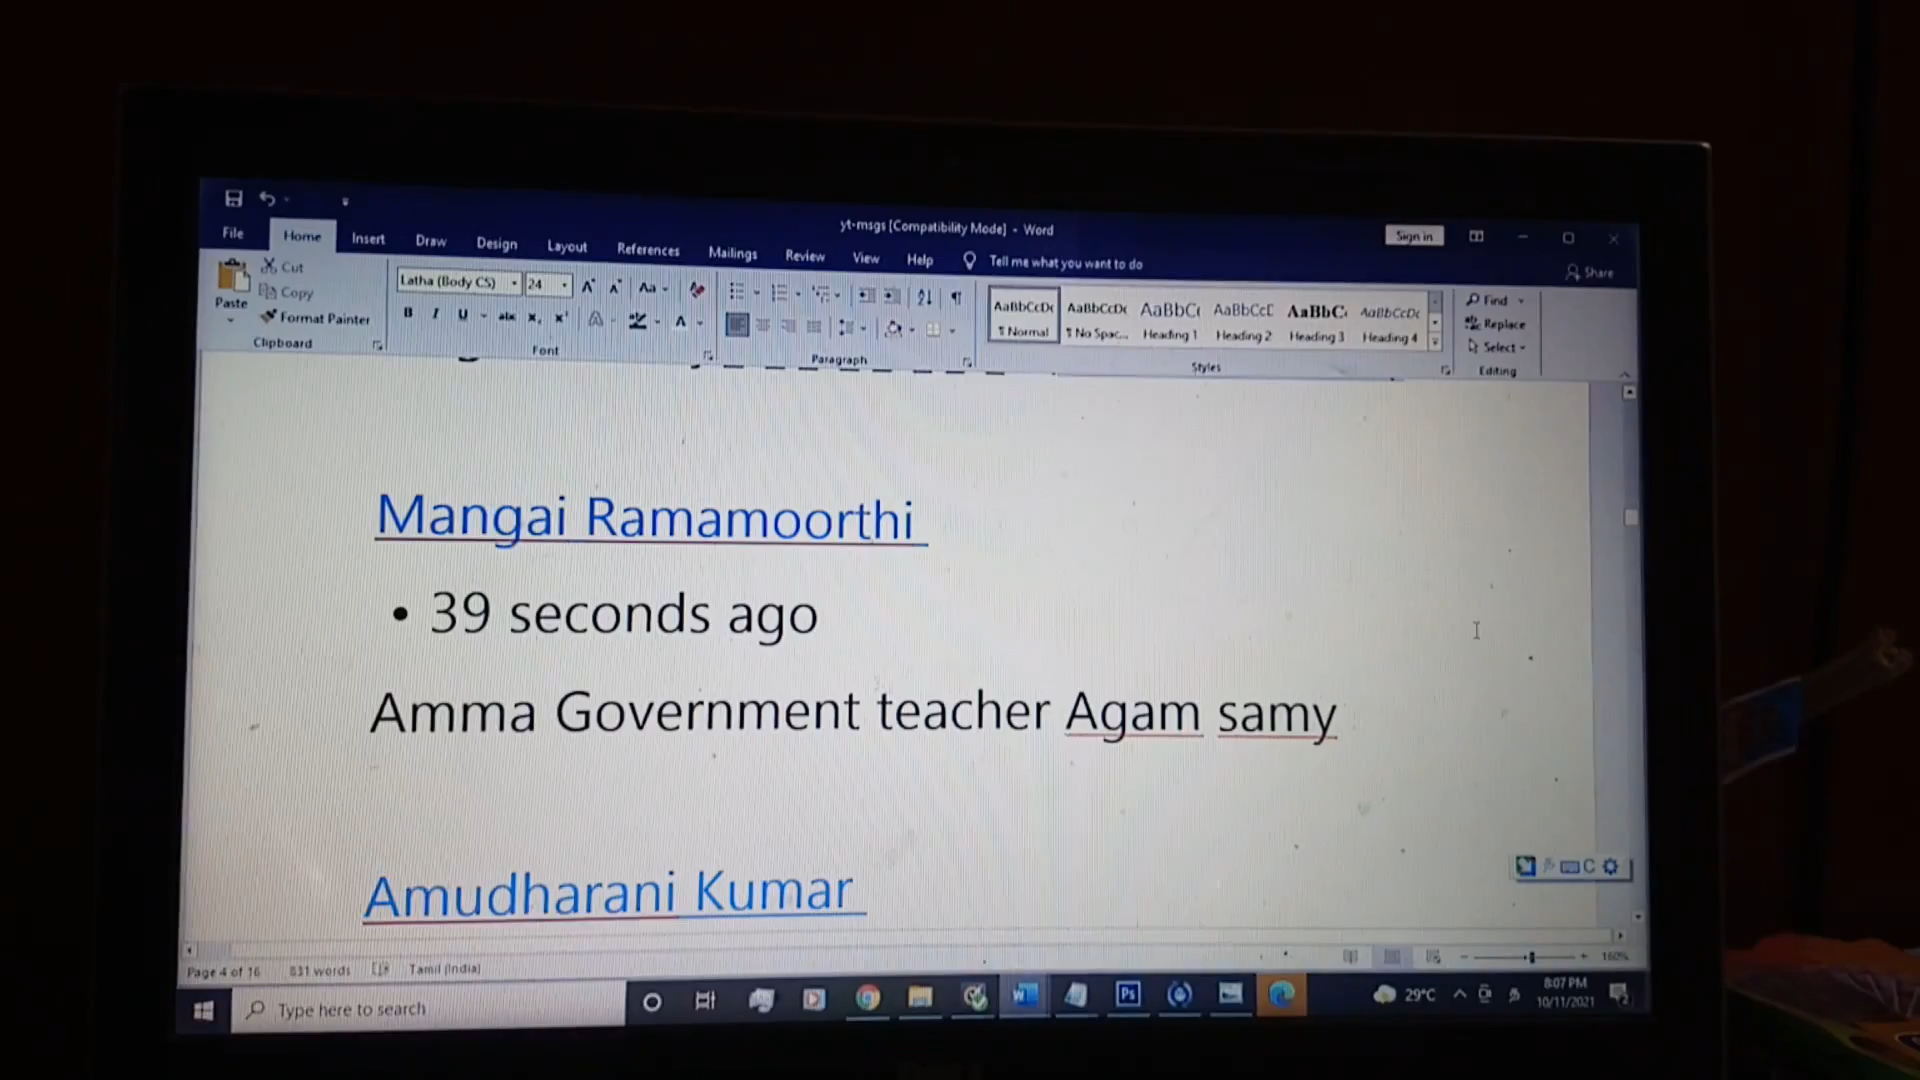 yt-msgs [Compatibility Mode] - Word
Sign in
File Home Insert Draw Design Layout References Mailings Review View Help Tell me what you want to do
Share
Paste
Cut
Copy
Format Painter
Clipboard
Latha (Body CS) 24
Font
Paragraph
AaBbCcDc AaBbCcDc AaBbC AaBbCcD AaBbC AaBbCcDc
Normal No Spac... Heading 1 Heading 2 Heading 3 Heading 4
Styles
Find
Replace
Select
Editing
Mangai Ramamoorthi
• 39 seconds ago
Amma Government teacher Agam samy
Amudharani Kumar
Page 4 of 16 831 words Tamil (India)
160%
Type here to search
Ps
29°C
8:07 PM
10/11/2021